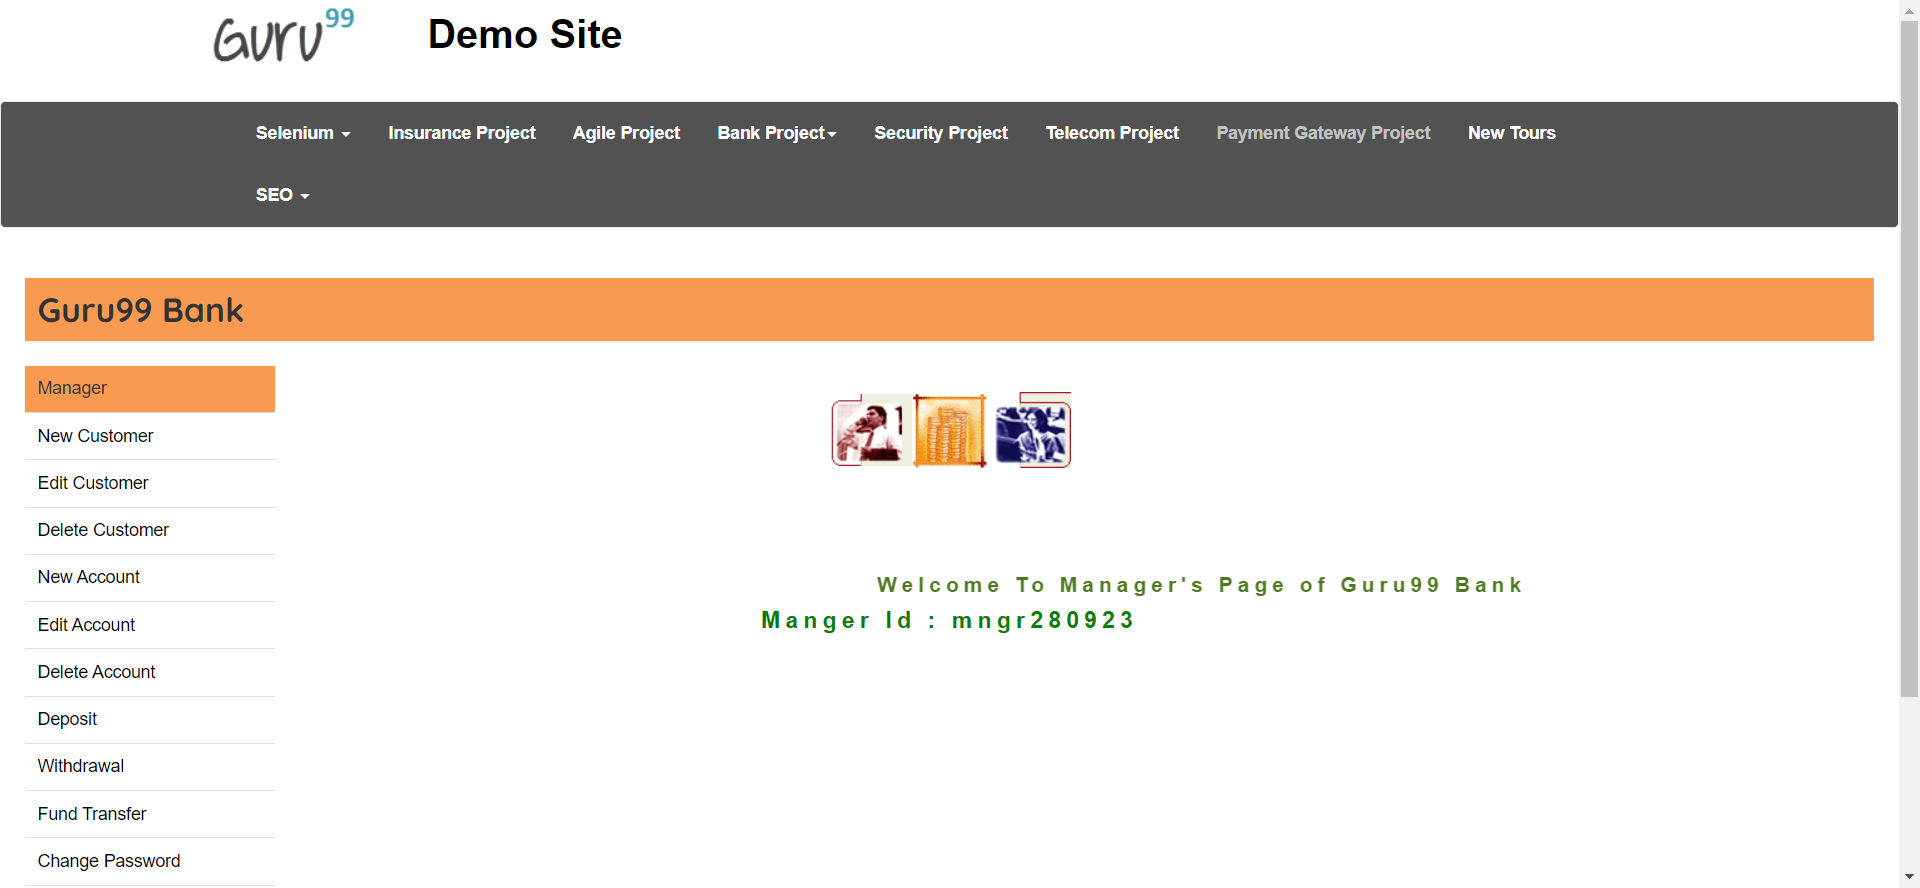 Guru99
Demo Site
Selenium
Insurance Project
Agile Project
Bank Project
Security Project
Telecom Project
Payment Gateway Project
New Tours
SEO
Guru99 Bank
Manager
New Customer
Edit Customer
Delete Customer
New Account
Edit Account
Delete Account
Deposit
Withdrawal
Fund Transfer
Change Password
Welcome To Manager's Page of Guru99 Bank
Manger Id : mngr280923